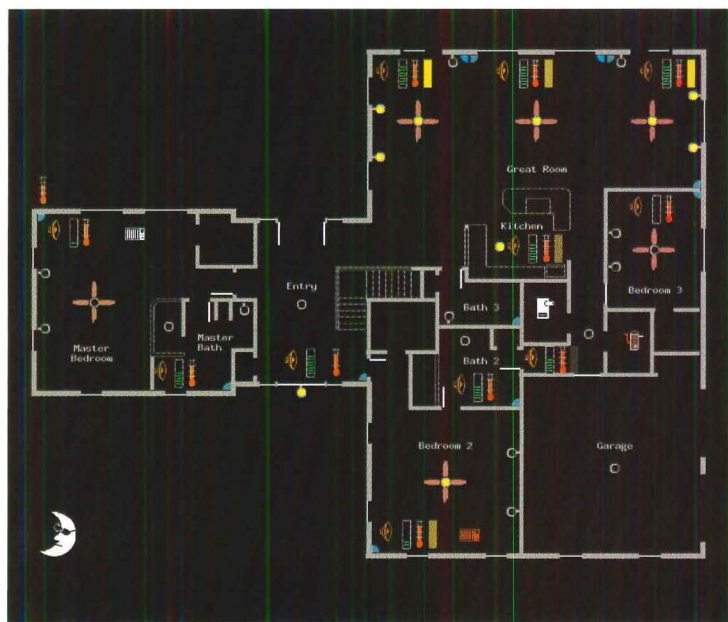 Great Room
Kitchen
Entry
Bedroom 3
Bath 3
Master
Bath
Master
Bedroom
Bath 2
Bedroom 2
Garage